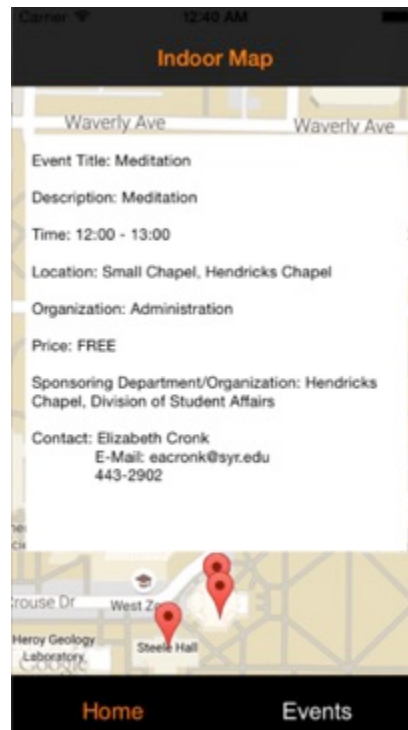 Carrier 12:40 AM
Indoor Map
Waverly Ave Waverly Ave
Event Title: Meditation
Description: Meditation
Time: 12:00 - 13:00
Location: Small Chapel, Hendricks Chapel
Organization: Administration
Price: FREE
Sponsoring Department/Organization: Hendricks
Chapel, Division of Student Affairs
Contact: Elizabeth Cronk
E-Mail: eacronk@syr.edu
443-2902
Crouse Dr West
Heroy Geology
Laboratory
Steele Hall
Google
Home Events